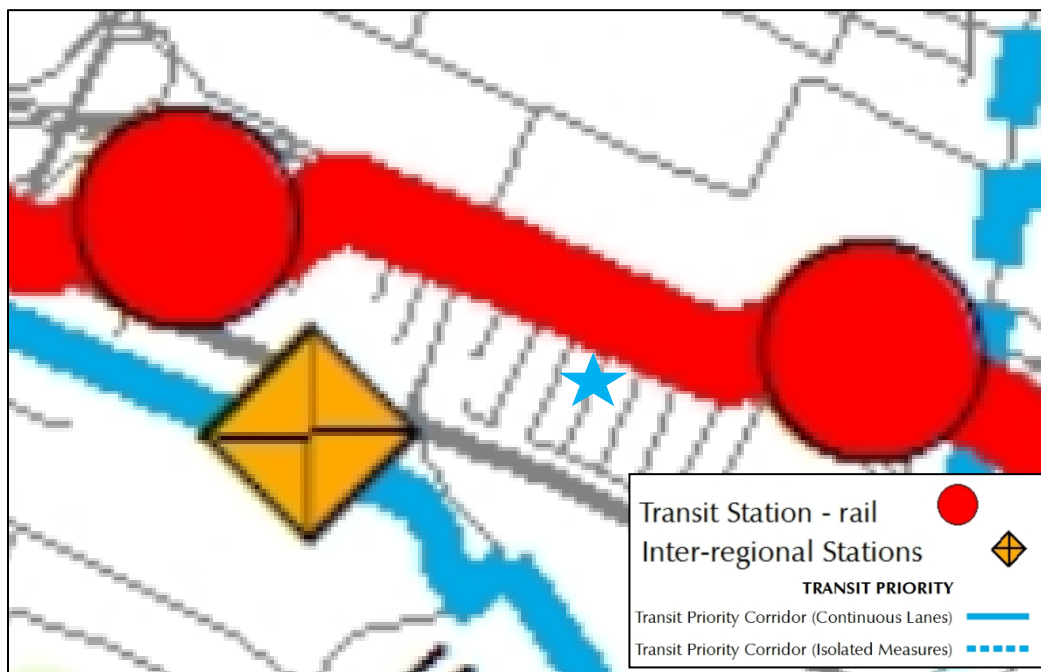 Transit Station - rail
Inter-regional Stations
TRANSIT PRIORITY
Transit Priority Corridor (Continuous Lanes)
Transit Priority Corridor (Isolated Measures)